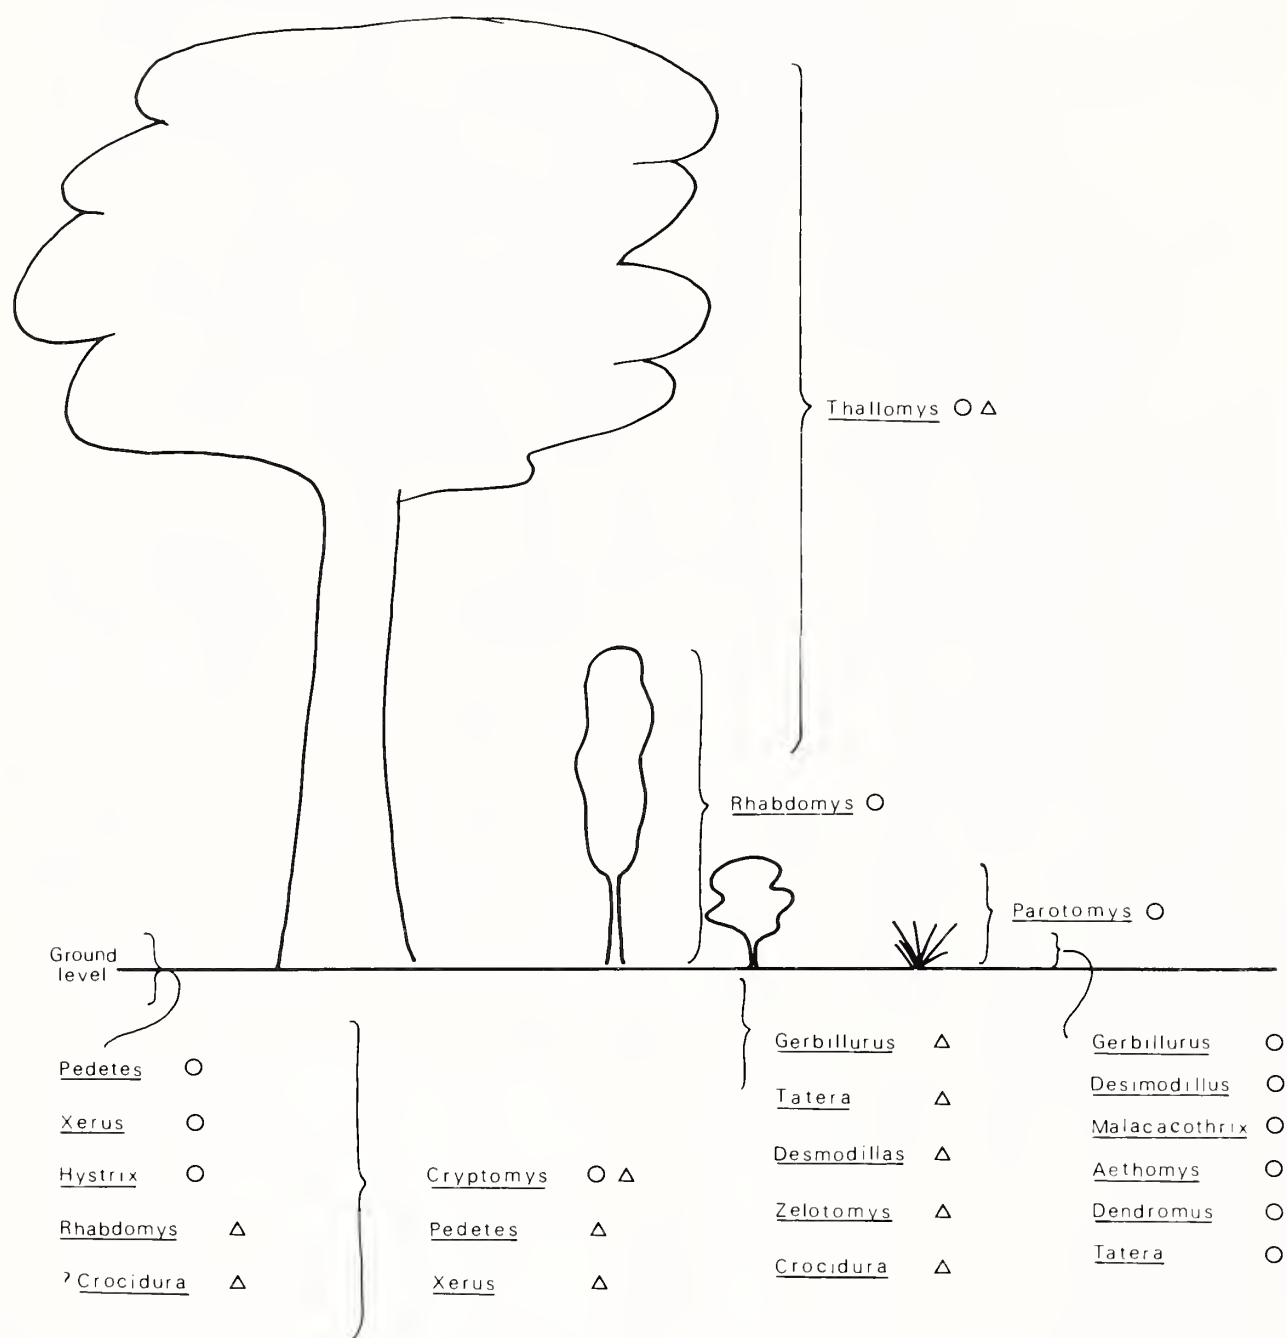 Thallomys ○ △
Rhabdomys ○
Parotomys ○
Ground
level
Pedetes ○
Xerus ○
Hystrix ○
Rhabdomys △
? Crocidura △
Cryptomys ○ △
Pedetes △
Xerus △
Gerbillurus △
Tatera △
Desmodillas △
Zelotomys △
Crocidura △
Gerbillurus ○
Desimodillus ○
Malacacothrix ○
Aethomys ○
Dendromus ○
Tatera ○